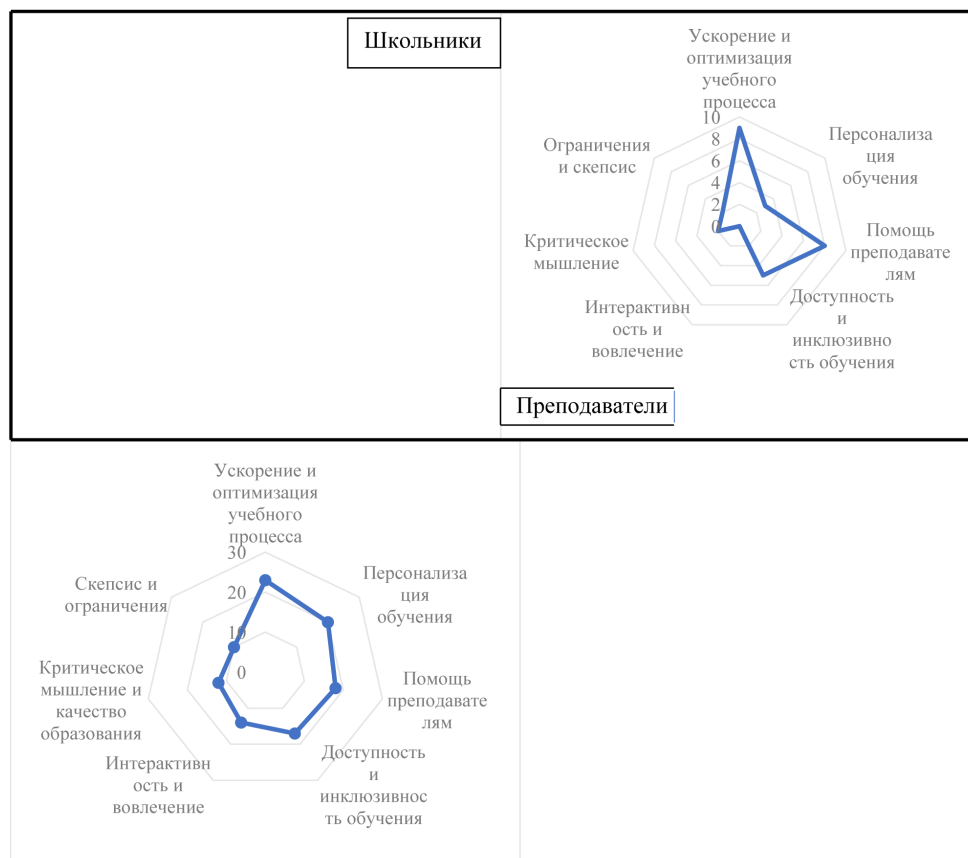 Школьники
Ускорение и
оптимизация
учебного
процесса
10
8
6
4
2
0
Персонализа
ция
обучения
Помощь
преподавате
лям
Доступность
и
инклюзивно
сть обучения
Интерактивн
ость и
вовлечение
Критическое
мышление
Ограничения
и скепсис
Преподаватели
Ускорение и
оптимизация
учебного
процесса
30
20
10
0
Персонализа
ция
обучения
Помощь
преподавате
лям
Доступность
и
инклюзивнос
ть обучения
Интерактивн
ость и
вовлечение
Критическое
мышление и
качество
образования
Скепсис и
ограничения